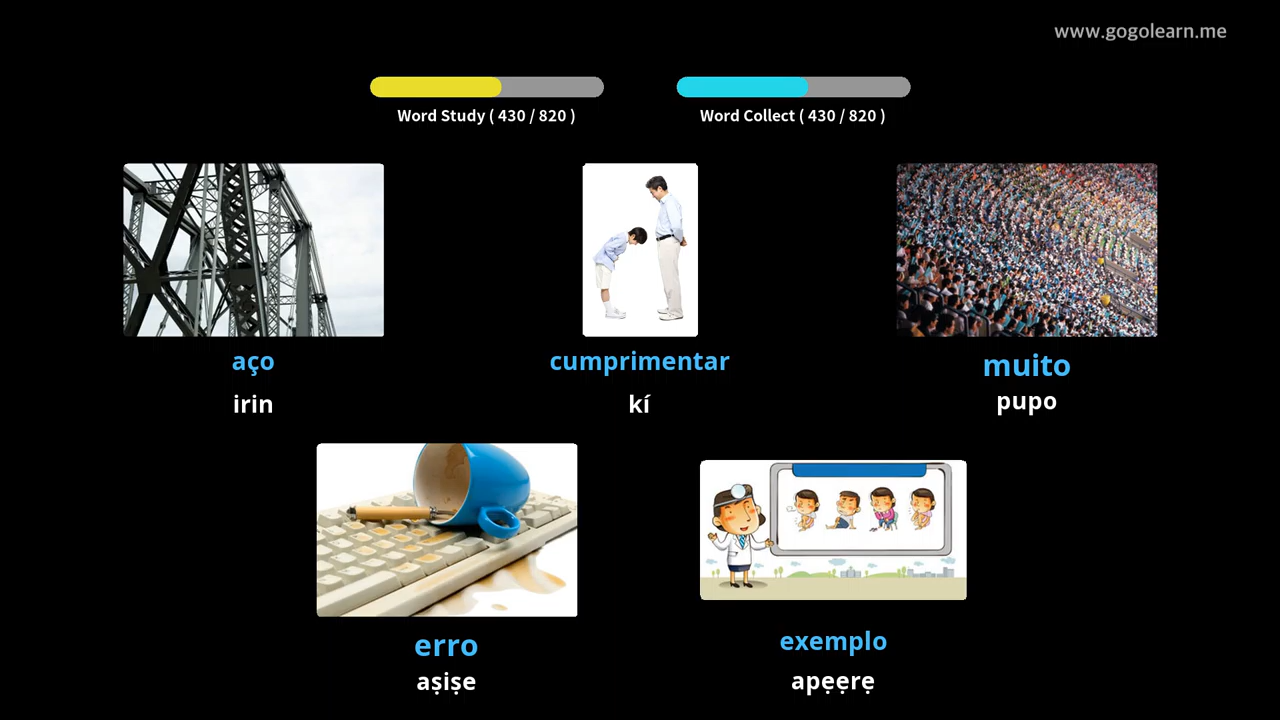 www.gogolearn.me
Word Study ( 430 / 820 )
Word Collect ( 430 / 820 )
aço
irin
cumprimentar
kí
muito
pupo
erro
aṣiṣe
exemplo
apẹẹrẹ